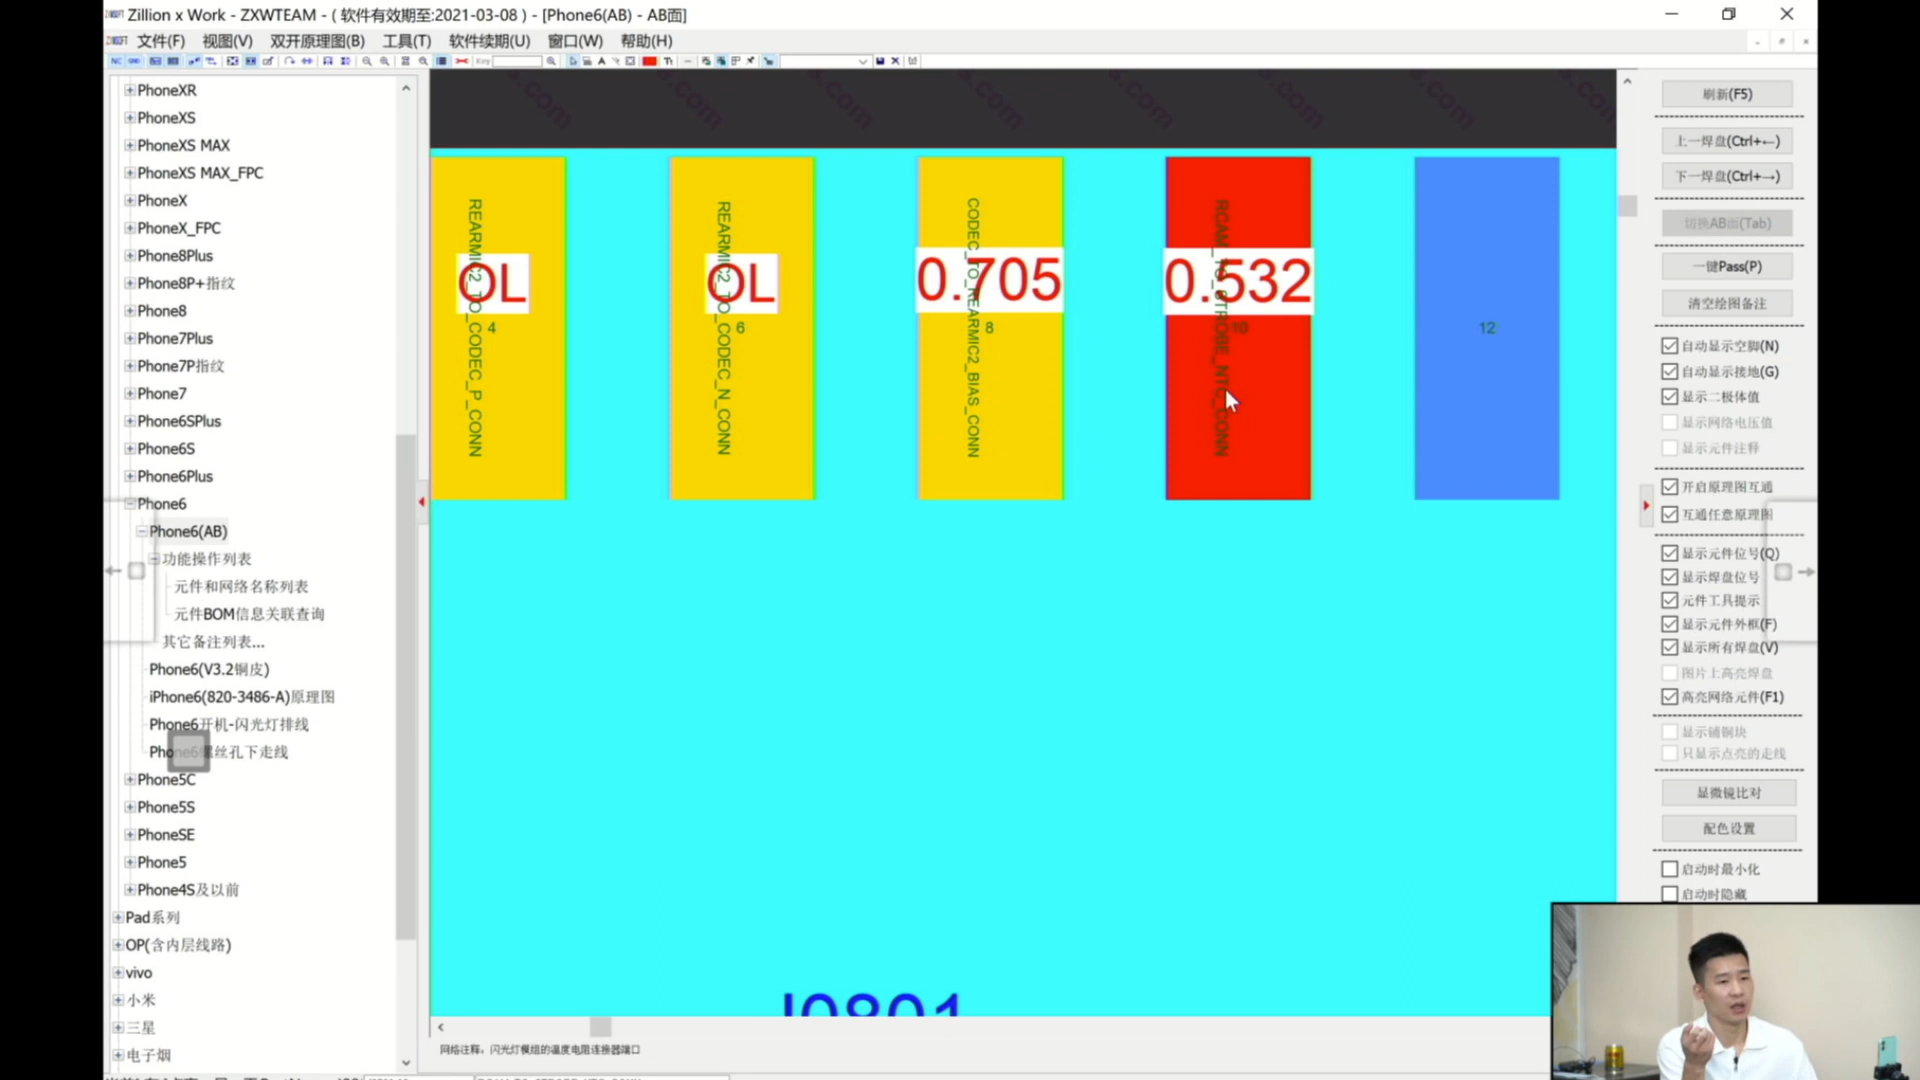 Zillion x Work - ZXWTEAM - ( 软件有效期至:2021-03-08 ) - [Phone6(AB) - AB面]
文件(F) 视图(V) 双开原理图(B) 工具(T) 软件续期(U) 窗口(W) 帮助(H)
PhoneXR
PhoneXS
PhoneXS MAX
PhoneXS MAX_FPC
PhoneX
PhoneX_FPC
Phone8Plus
Phone8P+指纹
Phone8
Phone7Plus
Phone7P指纹
Phone7
Phone6SPlus
Phone6S
Phone6Plus
Phone6
Phone6(AB)
功能操作列表
元件和网络名称列表
元件BOM信息关联查询
其它备注列表...
Phone6(V3.2铜皮)
iPhone6(820-3486-A)原理图
Phone6开机-闪光灯排线
Phone6螺丝孔下走线
Phone5C
Phone5S
PhoneSE
Phone5
Phone4S及以前
Pad系列
OP(含内层线路)
vivo
小米
三星
电子烟
REARMIC2_TO_CODEC_P_CONN
OL
4
REARMIC2_TO_CODEC_N_CONN
OL
6
CODEC_TO_REARMIC2_BIAS_CONN
0.705
8
RCAM_TO_STROBE_NTC_CONN
0.532
10
12
J0801
网络注释，闪光灯模组的温度电阻连接器端口
刷新(F5)
上一焊盘(Ctrl+←)
下一焊盘(Ctrl+→)
切换AB面(Tab)
一键Pass(P)
清空绘图备注
自动显示空脚(N)
自动显示接地(G)
显示二极体值
显示网络电压值
显示元件注释
开启原理图互通
互通任意原理图
显示元件位号(Q)
显示焊盘位号
元件工具提示
显示元件外框(F)
显示所有焊盘(V)
图片上高亮焊盘
高亮网络元件(F1)
显示铺铜块
只显示点亮的走线
显微镜比对
配色设置
启动时最小化
启动时隐藏